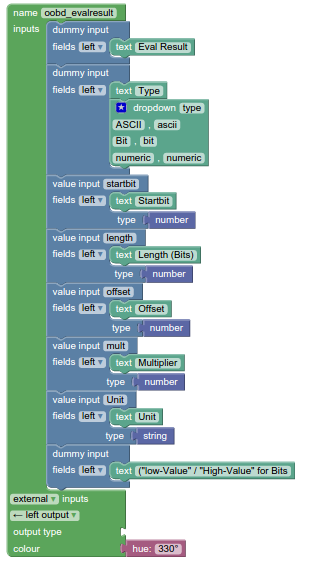 name oobd_evalresult
inputs dummy input
fields left text Eval Result
dummy input
fields left text Type
dropdown type
ASCII , ascii
Bit , bit
numeric , numeric
value input startbit
fields left text Startbit
type number
value input length
fields left text Length (Bits)
type number
value input offset
fields left text Offset
type number
value input mult
fields left text Multiplier
type number
value input Unit
fields left text Unit
type string
dummy input
fields left text ("low-Value" / "High-Value" for Bits
external inputs
← left output
output type
colour hue: 330°